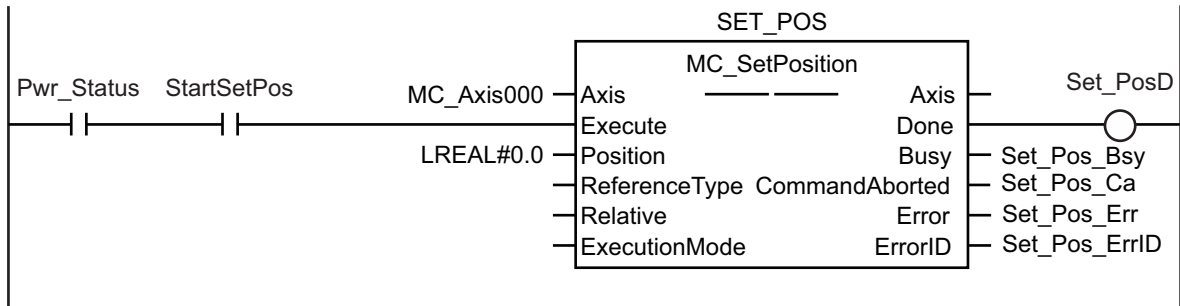 SET_POS
MC_SetPosition
Pwr_Status StartSetPos
MC_Axis000 Axis Axis
Set_PosD
Execute Done
LREAL#0.0 Position Busy Set_Pos_Bsy
ReferenceType CommandAborted Set_Pos_Ca
Relative Error Set_Pos_Err
ExecutionMode ErrorID Set_Pos_ErrID